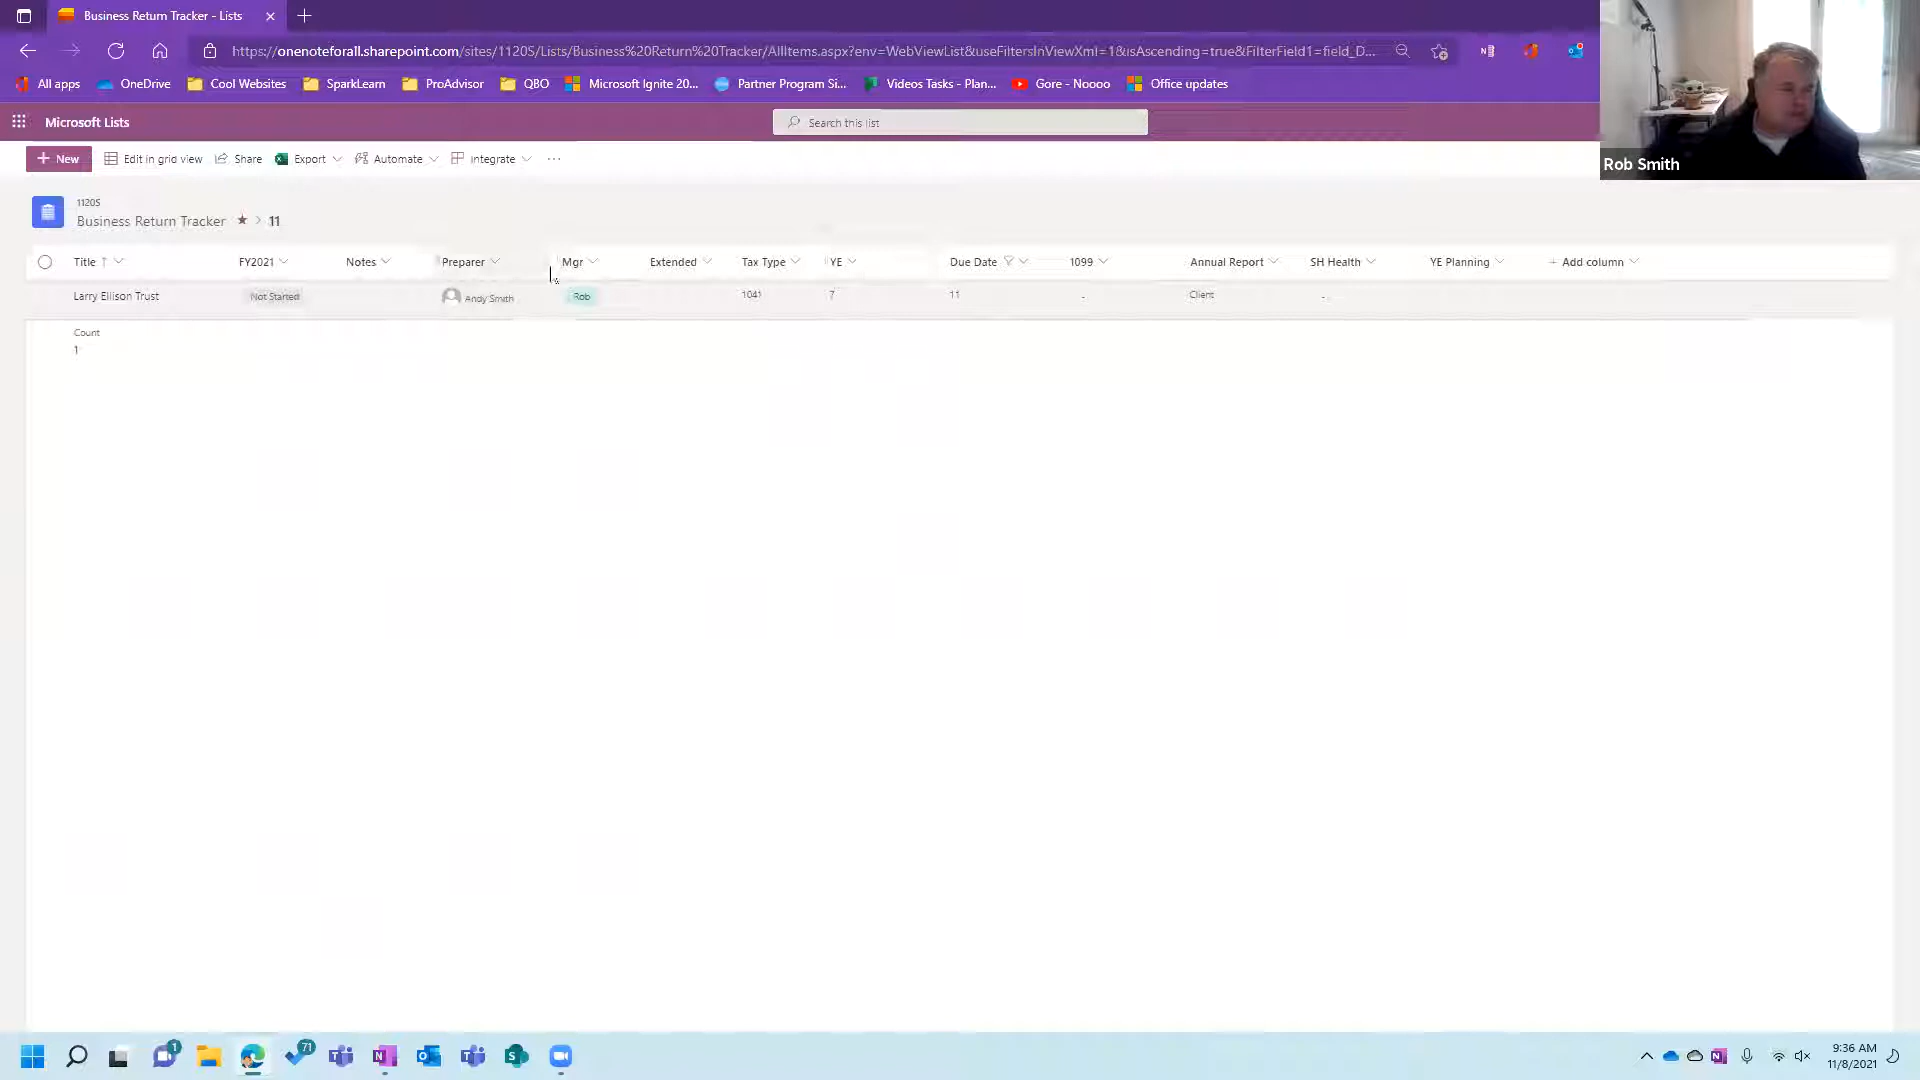 Business Return Tracker - Lists
https://onenoteforall.sharepoint.com/sites/1120S/Lists/Business%20Return%20Tracker/AllItems.aspx?env=WebViewList&useFiltersInViewXml=1&isAscending=true&FilterField1=field_D...
All apps OneDrive Cool Websites SparkLearn ProAdvisor QBO Microsoft Ignite 20... Partner Program Si... Videos Tasks - Plan... Gore - Noooo Office updates
Microsoft Lists Search this list
Rob Smith
+ New Edit in grid view Share Export Automate Integrate ...
1120S
Business Return Tracker ★ > 11
Title ↑ FY2021 Notes Preparer Mgr Extended Tax Type YE Due Date 1099 Annual Report SH Health YE Planning + Add column
Larry Ellison Trust Not Started Andy Smith Rob 1041 7 11 - Client -
Count
1
1 71
9:36 AM
11/8/2021